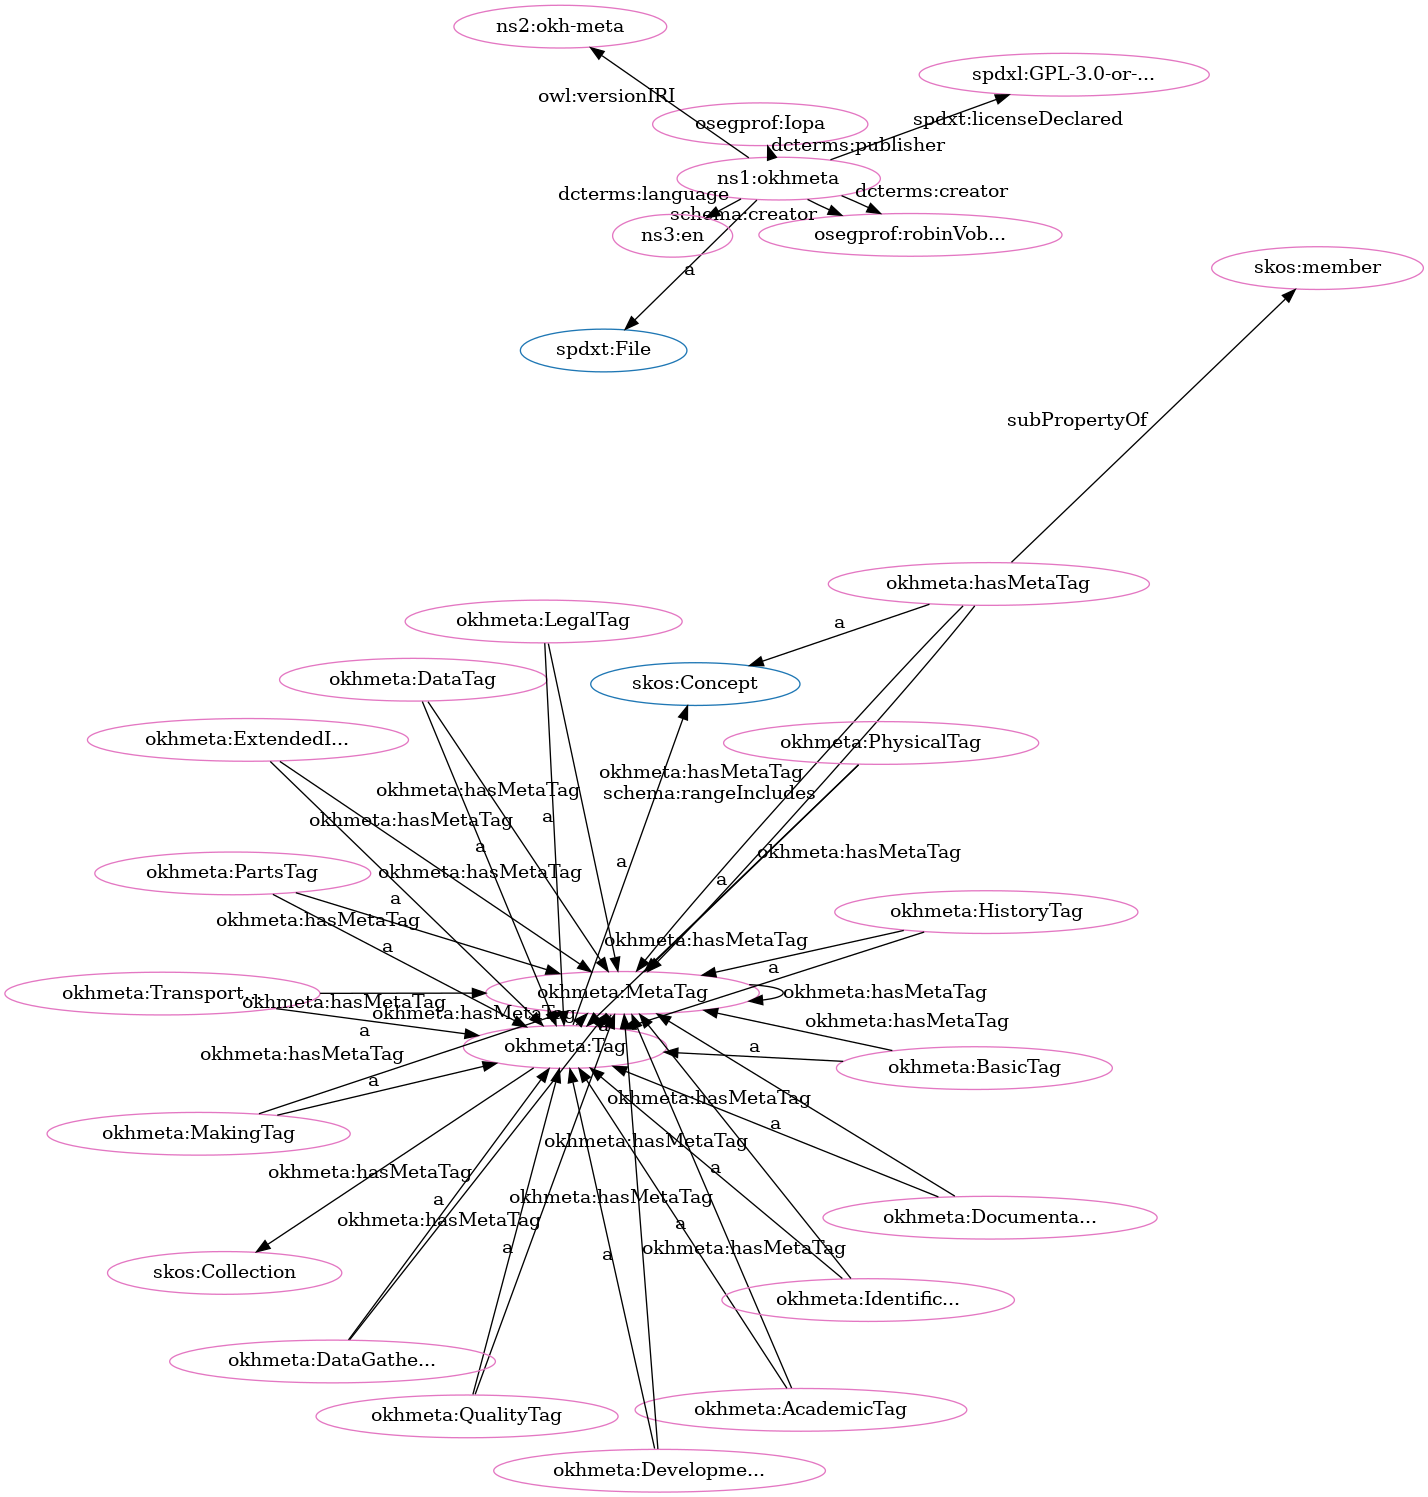 ns2:okh-meta
spdxl:GPL-3.0-or-...
owl:versionIRI
osegprof:Iopa
spdxt:licenseDeclared
dcterms:publisher
ns1:okhmeta
dcterms:language
dcterms:creator
schema:creator
ns3:en
osegprof:robinVob...
a
skos:member
spdxt:File
subPropertyOf
okhmeta:hasMetaTag
okhmeta:LegalTag
a
okhmeta:DataTag
skos:Concept
okhmeta:ExtendedI...
okhmeta:PhysicalTag
okhmeta:hasMetaTag
schema:rangeIncludes
okhmeta:hasMetaTag
a
okhmeta:hasMetaTag
a
okhmeta:hasMetaTag
a
okhmeta:PartsTag
okhmeta:hasMetaTag
a
a
okhmeta:HistoryTag
okhmeta:hasMetaTag
a
okhmeta:hasMetaTag
a
okhmeta:Transport...
okhmeta:MetaTag
okhmeta:hasMetaTag
okhmeta:hasMetaTag
okhmeta:hasMetaTag
okhmeta:hasMetaTag
a
a
okhmeta:Tag
a
okhmeta:hasMetaTag
okhmeta:BasicTag
a
okhmeta:hasMetaTag
okhmeta:MakingTag
a
okhmeta:hasMetaTag
okhmeta:hasMetaTag
a
a
okhmeta:hasMetaTag
okhmeta:hasMetaTag
a
okhmeta:Documenta...
okhmeta:hasMetaTag
a
a
okhmeta:hasMetaTag
skos:Collection
okhmeta:Identific...
okhmeta:DataGathe...
okhmeta:QualityTag
okhmeta:AcademicTag
okhmeta:Developme...